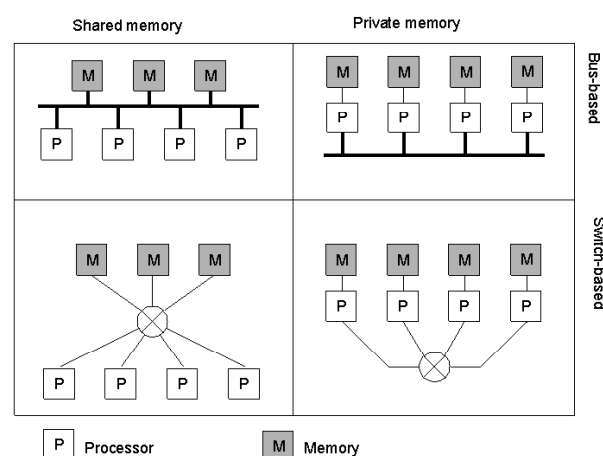 Shared memory
Private memory
M M M
M M M M
P P P P
P P P P
Bus-based
M M M
M M M M
P P P P
P P P P
Switch-based
P Processor
M Memory